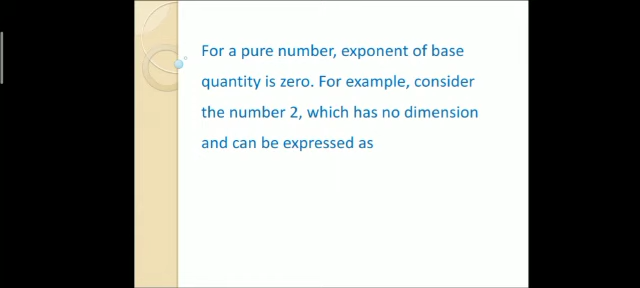 For a pure number, exponent of base
quantity is zero. For example, consider
the number 2, which has no dimension
and can be expressed as